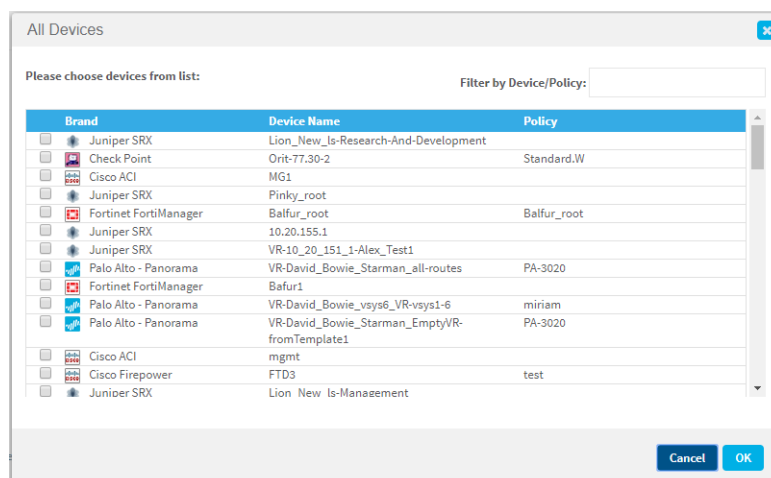 All Devices
Please choose devices from list:
Filter by Device/Policy:
Brand Device Name Policy
Juniper SRX Lion_New_ls-Research-And-Development
Check Point Orit-77.30-2 Standard.W
Cisco ACI MG1
Juniper SRX Pinky_root
Fortinet FortiManager Balfur_root Balfur_root
Juniper SRX 10.20.155.1
Juniper SRX VR-10_20_151_1-Alex_Test1
Palo Alto - Panorama VR-David_Bowie_Starman_all-routes PA-3020
Fortinet FortiManager Bafur1
Palo Alto - Panorama VR-David_Bowie_vsys6_VR-vsys1-6 miriam
Palo Alto - Panorama VR-David_Bowie_Starman_EmptyVR- PA-3020
fromTemplate1
Cisco ACI mgmt
Cisco Firepower FTD3 test
Juniper SRX Lion_New_ls-Management
Cancel OK